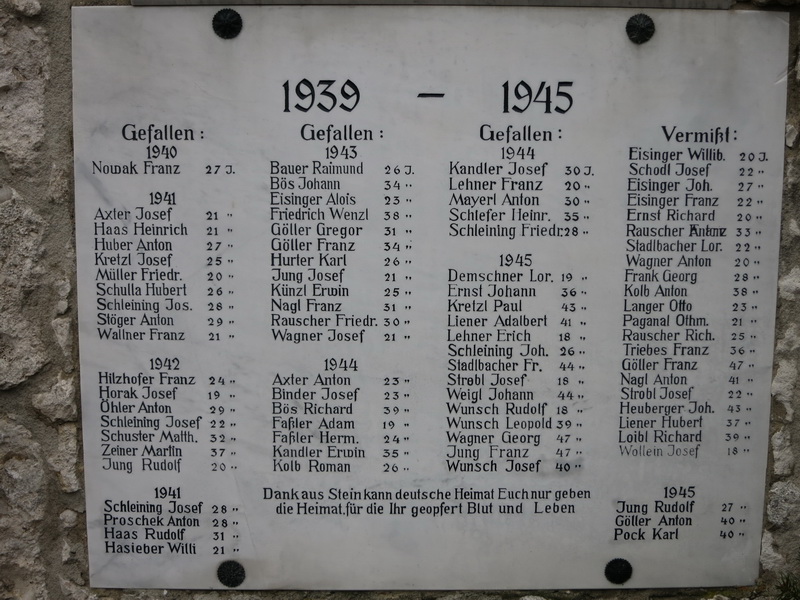 1939 – 1945
Gefallen:
1940
Nowak Franz 27 J.
1941
Axter Josef 21 "
Haas Heinrich 21 "
Huber Anton 27 "
Kretzl Josef 25 "
Müller Friedr. 20 "
Schulla Hubert 26 "
Schleining Jos. 28 "
Stöger Anton 29 "
Wallner Franz 21 "
1942
Hilzhofer Franz 24 "
Horak Josef 19 "
Öhler Anton 29 "
Schleining Josef 22 "
Schuster Matth. 32 "
Zeiner Martin 37 "
Jung Rudolf 20 "
1941
Schleining Josef 28 "
Proschek Anton 28 "
Haas Rudolf 31 "
Hasieber Willi 21 "
Gefallen:
1943
Bauer Raimund 26 J.
Bös Johann 34 "
Eisinger Alois 23 "
Friedrich Wenzl 38 "
Göller Gregor 31 "
Göller Franz 34 "
Hurter Karl 26 "
Jung Josef 21 "
Künzl Erwin 25 "
Nagl Franz 31 "
Rauscher Friedr. 30 "
Wagner Josef 21 "
1944
Axter Anton 23 "
Binder Josef 23 "
Bös Richard 39 "
Faßler Adam 19 "
Faßler Herm. 24 "
Kandler Erwin 35 "
Kolb Roman 26 "
Gefallen:
1944
Kandler Josef 30 J.
Lehner Franz 20 "
Mayerl Anton 30 "
Schlefer Heinr. 35 "
Schleining Friedr. 28 "
1945
Demschner Lor. 19 "
Ernst Johann 36 "
Kretzl Paul 43 "
Liener Adalbert 41 "
Lehner Erich 18 "
Schleining Joh. 26 "
Stadlbacher Fr. 44 "
Strobl Josef 18 "
Weigl Johann 44 "
Wunsch Rudolf 18 "
Wunsch Leopold 39 "
Wagner Georg 47 "
Jung Franz 47 "
Wunsch Josef 40 "
Vermißt:
Eisinger Willib. 20 J.
Schodl Josef 22 "
Eisinger Joh. 27 "
Eisinger Franz 22 "
Ernst Richard 20 "
Rauscher 33 "
Stadlbacher Lor. 22 "
Wagner Anton 20 "
Frank Georg 28 "
Kolb Anton 38 "
Langer Otto 23 "
Paganal Othm. 21 "
Rauscher Rich. 25 "
Triebes Franz 36 "
Göller Franz 47 "
Nagl Anton 41 "
Strobl Josef 22 "
Heuberger Joh. 43 "
Liener Hubert 37 "
Loibl Richard 39 "
Wollein Josef 18 "
1945
Jung Rudolf 27 "
Göller Anton 40 "
Pock Karl 40 "
Dank aus Stein kann deutsche Heimat Euch nur geben
die Heimat, für die Ihr geopfert Blut und Leben